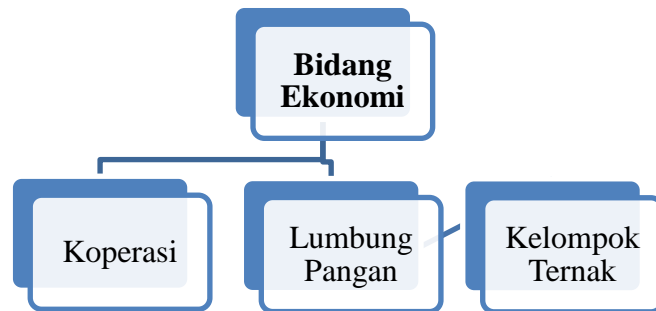 Bidang
Ekonomi
Koperasi
Lumbung
Pangan
Kelompok
Ternak